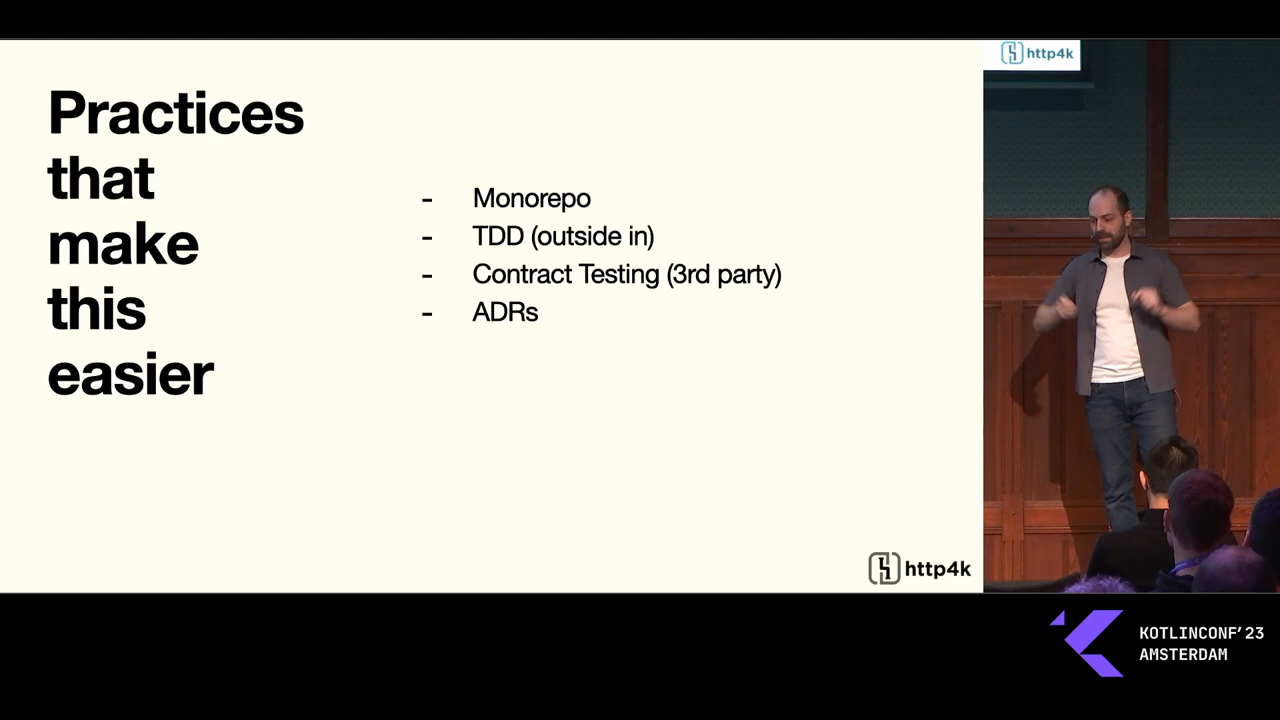 Practices
that
make
this
easier
- Monorepo
- TDD (outside in)
- Contract Testing (3rd party)
- ADRs
http4k
http4k
KOTLINCONF'23
AMSTERDAM